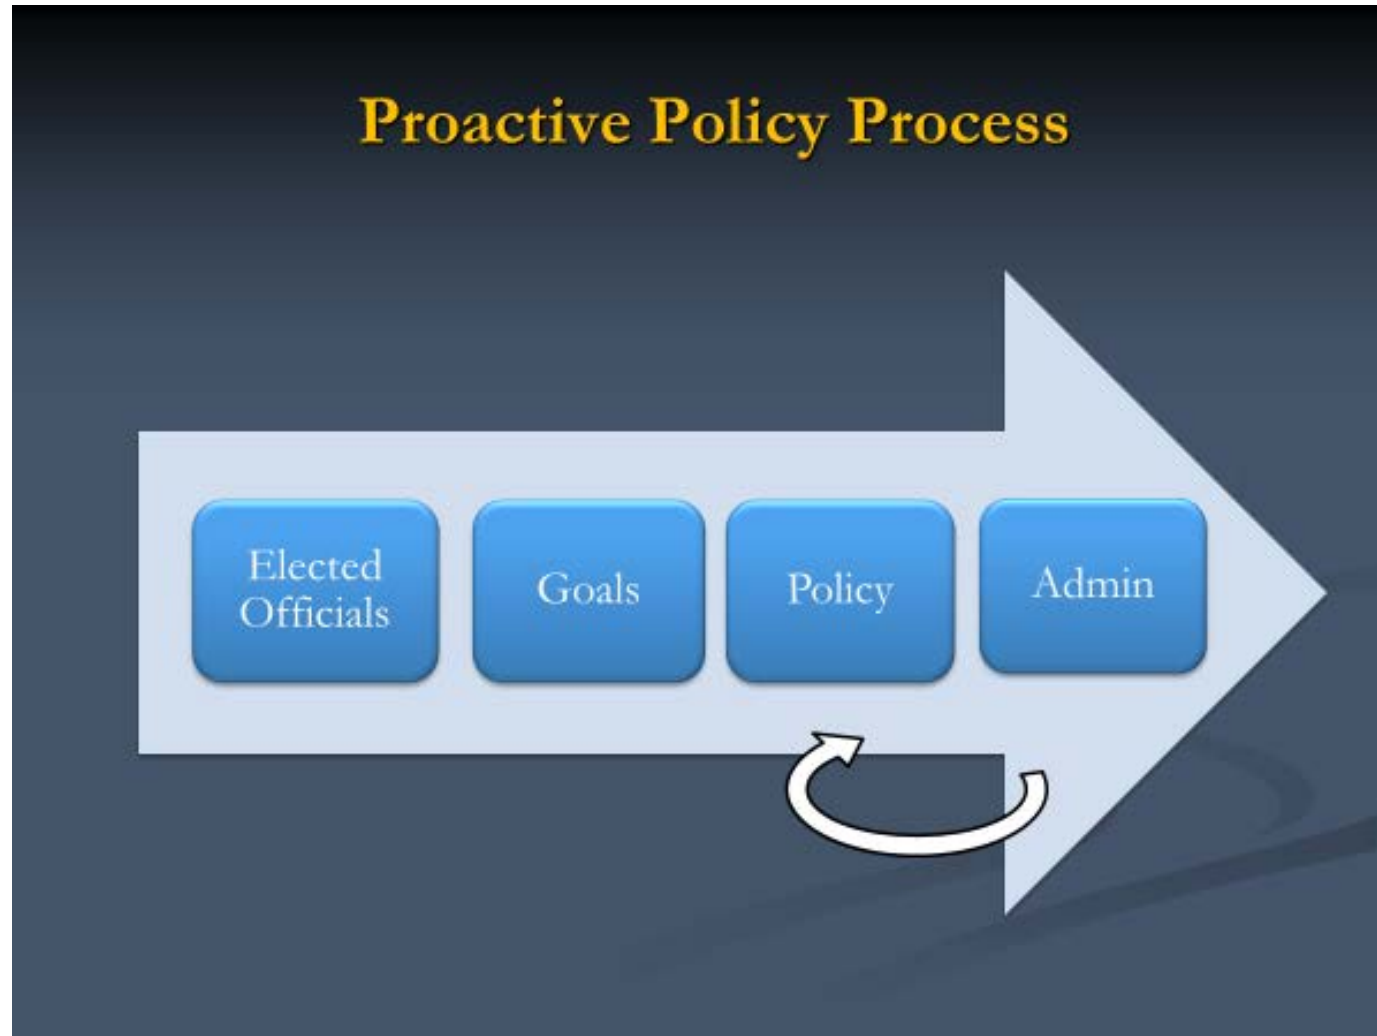 Proactive Policy Process
Elected
Officials
Goals
Policy
Admin